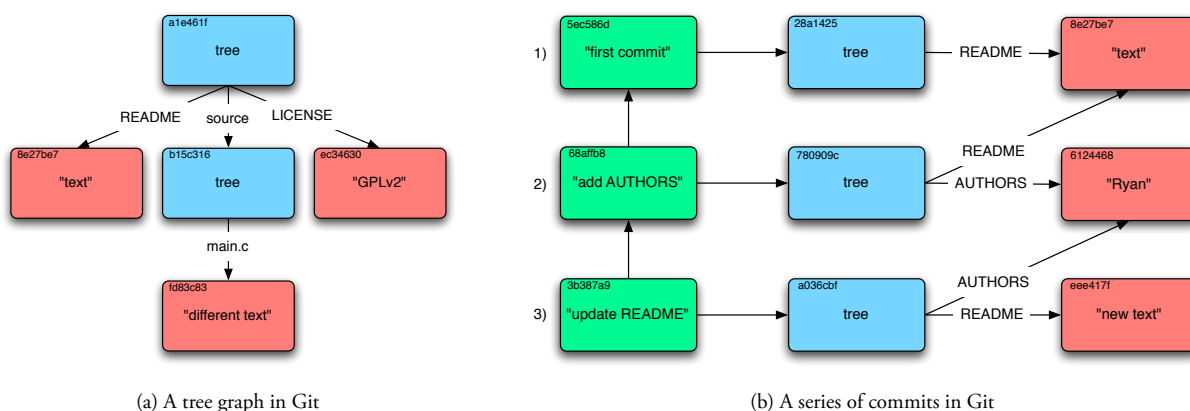 a1e461f
tree
README
source
LICENSE
8e27be7
"text"
b15c316
tree
ec34630
"GPLv2"
main.c
fd83c83
"different text"
(a) A tree graph in Git
1)
5ec586d
"first commit"
28a1425
tree
README
8e27be7
"text"
2)
68affb8
"add AUTHORS"
780909c
tree
README
AUTHORS
6124468
"Ryan"
3)
3b387a9
"update README"
a036cbf
tree
AUTHORS
README
eee417f
"new text"
(b) A series of commits in Git